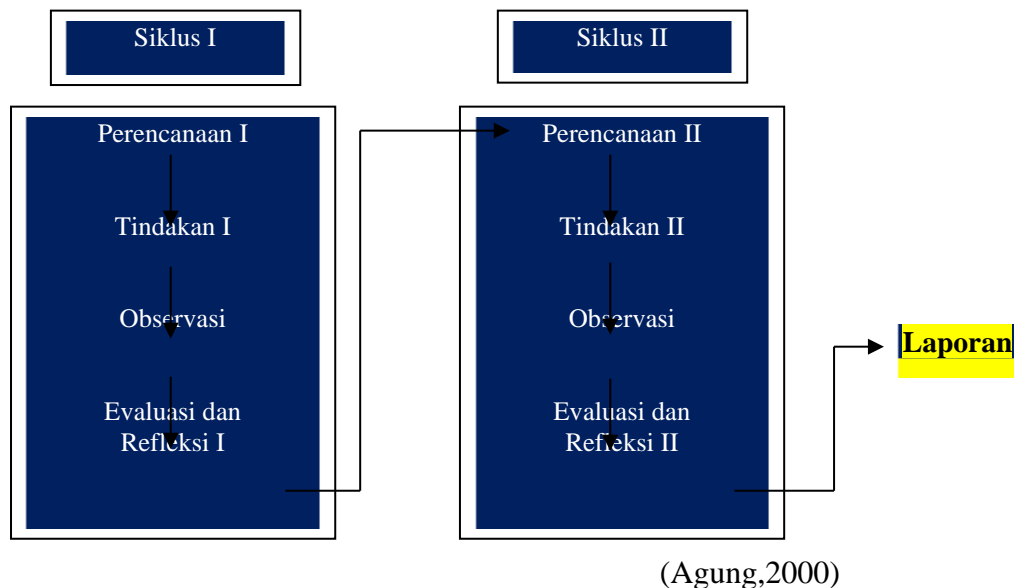 Siklus I
Perencanaan I
Tindakan I
Observasi
Evaluasi dan
Refleksi I
Siklus II
Perencanaan II
Tindakan II
Observasi
Evaluasi dan
Refleksi II
Laporan
(Agung,2000)